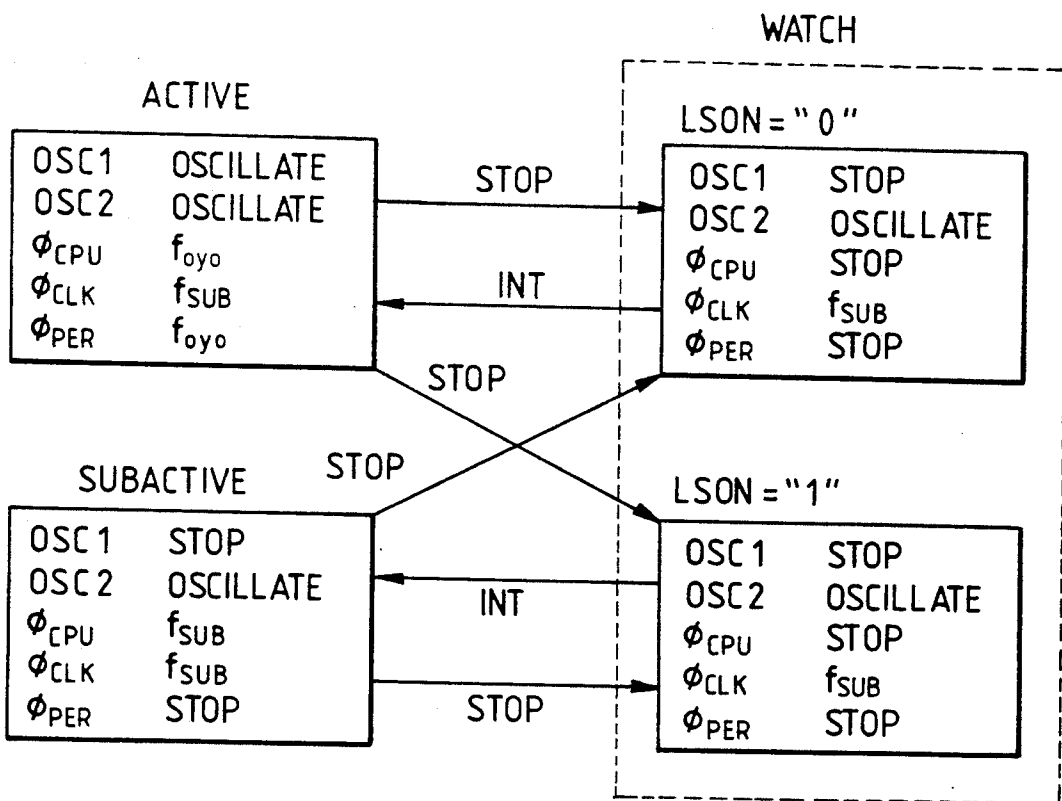 WATCH
ACTIVE
OSC1 OSCILLATE
OSC2 OSCILLATE
ϕCPU foyo
ϕCLK fSUB
ϕPER foyo
STOP
INT
LSON = "0"
OSC1 STOP
OSC2 OSCILLATE
ϕCPU STOP
ϕCLK fSUB
ϕPER STOP
STOP
STOP
SUBACTIVE
OSC1 STOP
OSC2 OSCILLATE
ϕCPU fSUB
ϕCLK fSUB
ϕPER STOP
INT
STOP
LSON = "1"
OSC1 STOP
OSC2 OSCILLATE
ϕCPU STOP
ϕCLK fSUB
ϕPER STOP